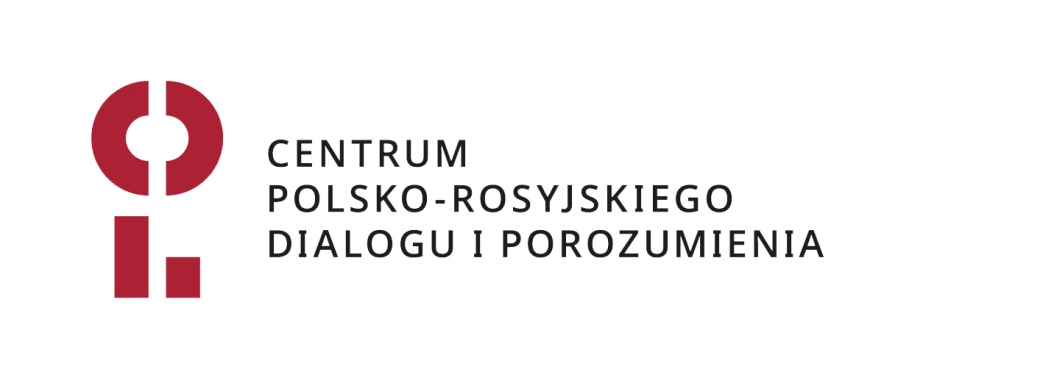 CENTRUM
POLSKO-ROSYJSKIEGO
DIALOGU I POROZUMIENIA